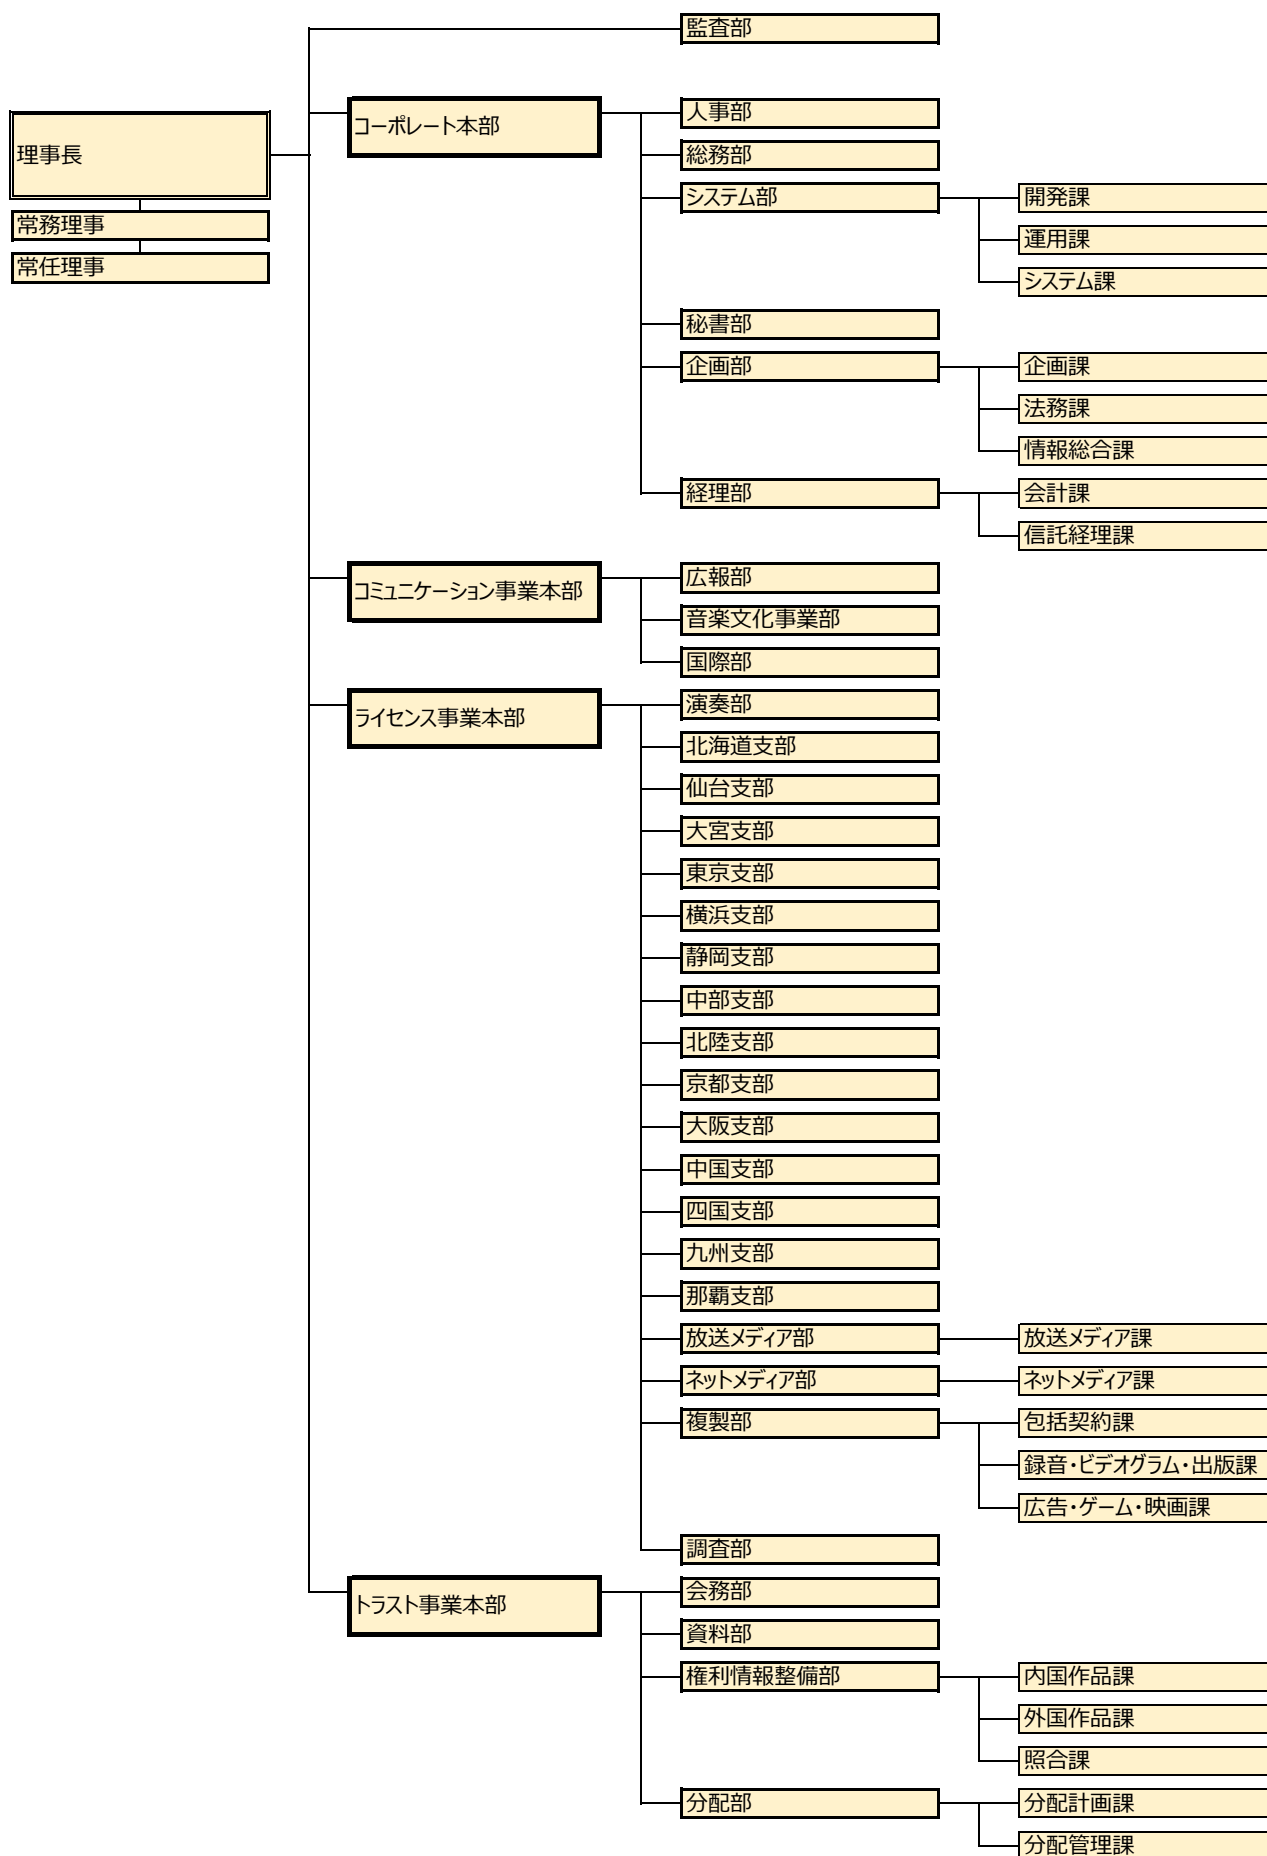 監査部
コーポレート本部
人事部
理事長
総務部
システム部
開発課
常務理事
運用課
常任理事
システム課
秘書部
企画部
企画課
法務課
情報総合課
経理部
会計課
信託経理課
コミュニケーション事業本部
広報部
音楽文化事業部
国際部
ライセンス事業本部
演奏部
北海道支部
仙台支部
大宮支部
東京支部
横浜支部
静岡支部
中部支部
北陸支部
京都支部
大阪支部
中国支部
四国支部
九州支部
那覇支部
放送メディア部
放送メディア課
ネットメディア部
ネットメディア課
複製部
包括契約課
録音・ビデオグラム・出版課
広告・ゲーム・映画課
調査部
トラスト事業本部
会務部
資料部
権利情報整備部
内国作品課
外国作品課
照合課
分配部
分配計画課
分配管理課